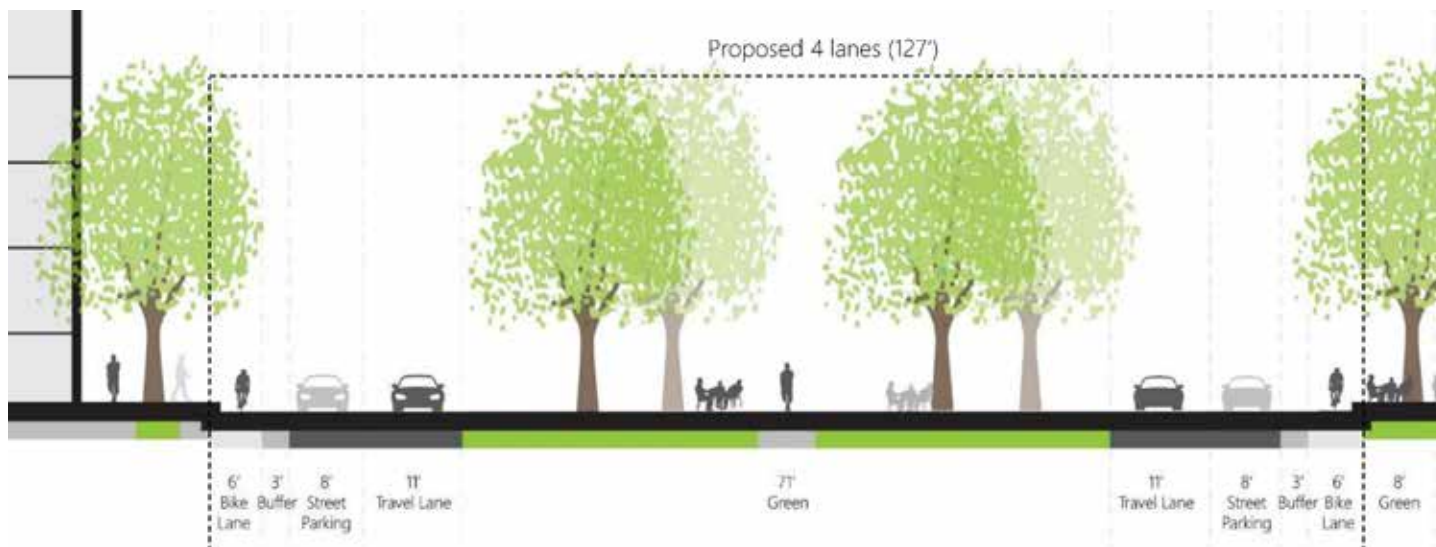 Proposed 4 lanes (127')
6'
Bike
Lane
3'
Buffer
8'
Street
Parking
11'
Travel Lane
71'
Green
11'
Travel Lane
8'
Street
Parking
3'
Buffer
6'
Bike
Lane
8'
Green